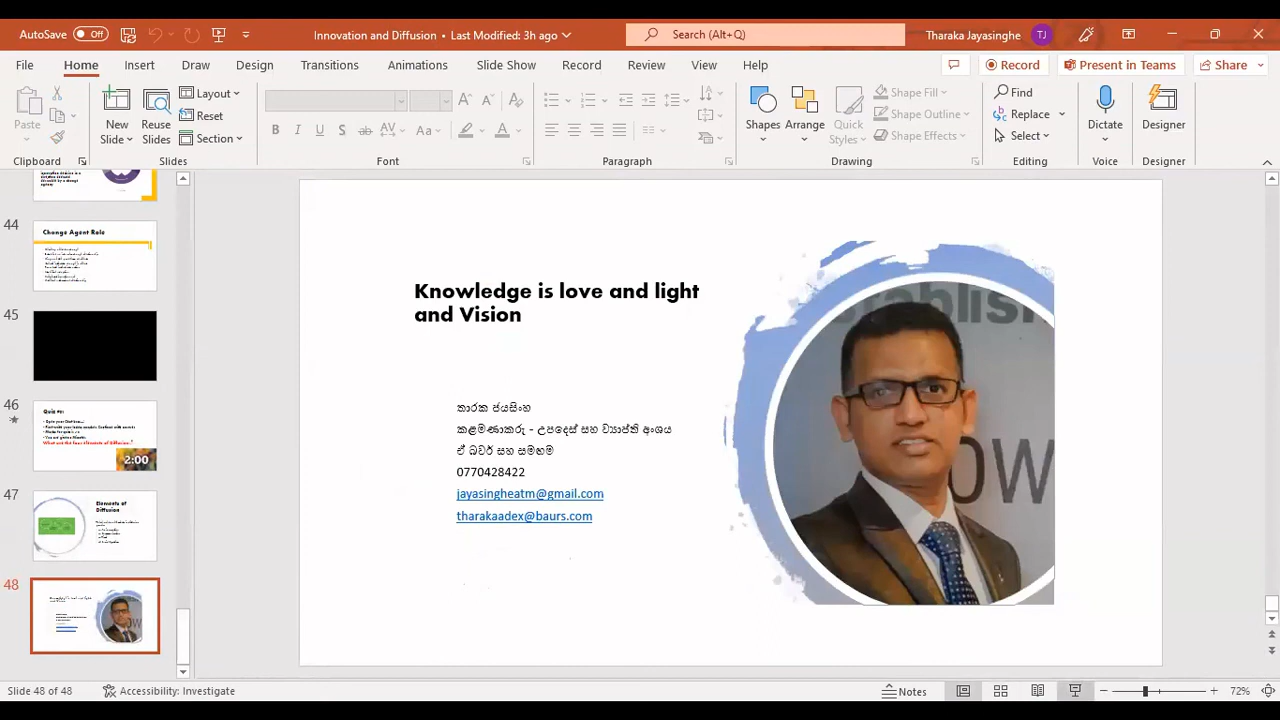 AutoSave Off
Innovation and Diffusion • Last Modified: 3h ago
Search (Alt+Q)
Tharaka Jayasinghe TJ
File Home Insert Draw Design Transitions Animations Slide Show Record Review View Help
Record Present in Teams Share
Paste
New Slide
Reuse Slides
Layout
Reset
Section
B I U S ab AV Aa A
Shapes Arrange Quick Styles
Shape Fill
Shape Outline
Shape Effects
Find
Replace
Select
Dictate
Designer
Clipboard Slides Font Paragraph Drawing Editing Voice Designer
44
Change Agent Role
45
46
2:00
47
Elements of
Diffusion
48
Knowledge is love and light
and Vision
තාරක ජයසිංහ
කළමණාකරු - උපදෙස් සහ ව්‍යාප්ති අංශය
ඒ බවර් සහ සමාගම
0770428422
jayasingheatm@gmail.com
tharakaadex@baurs.com
Slide 48 of 48
Accessibility: Investigate
Notes
72%